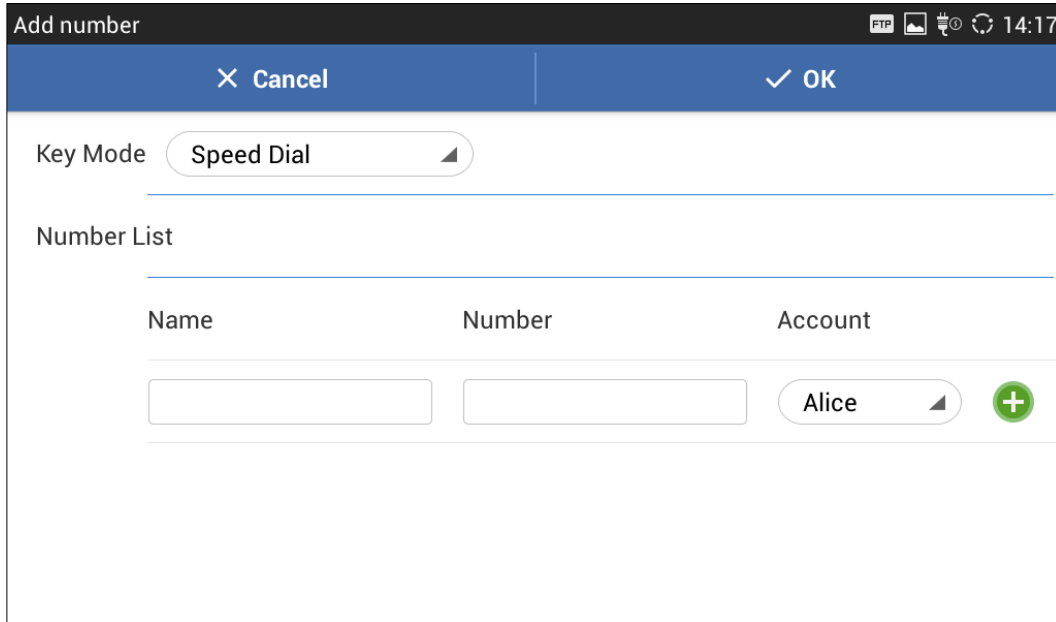 Add number FTP 14:17
Cancel OK
Key Mode Speed Dial
Number List
Name Number Account
Alice